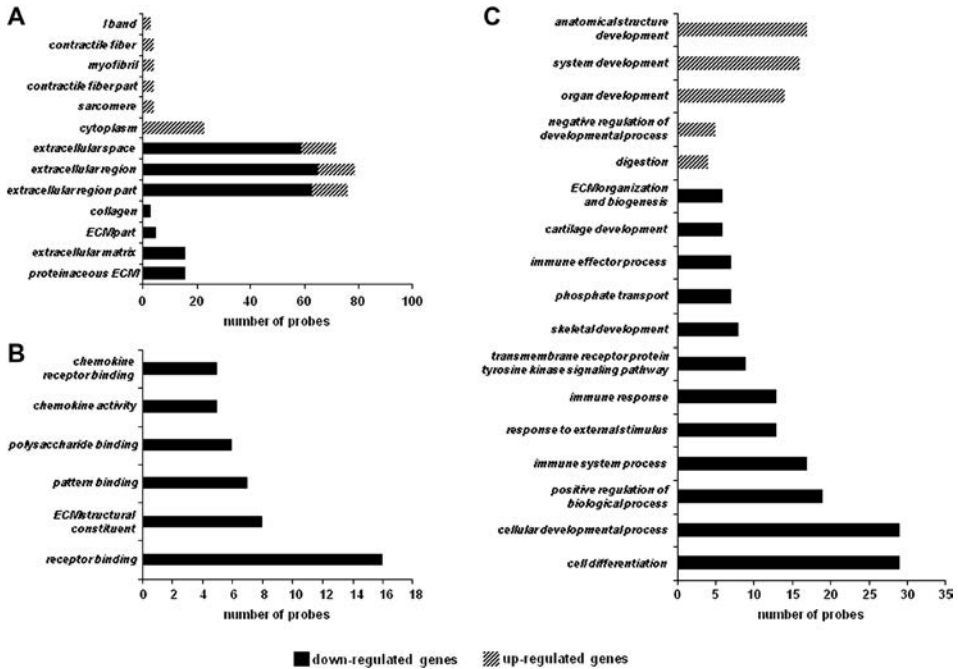 A
I band
contractile fiber
myofibril
contractile fiber part
sarcomere
cytoplasm
extracellular space
extracellular region
extracellular region part
collagen
ECM part
extracellular matrix
proteinaceous ECM
0 20 40 60 80 100
number of probes
B
chemokine
receptor binding
chemokine activity
polysaccharide binding
pattern binding
ECM structural
constituent
receptor binding
0 2 4 6 8 10 12 14 16 18
number of probes
C
anatomical structure
development
system development
organ development
negative regulation of
developmental process
digestion
ECM organization
and biogenesis
cartilage development
immune effector process
phosphate transport
skeletal development
transmembrane receptor protein
tyrosine kinase signaling pathway
immune response
response to external stimulus
immune system process
positive regulation of
biological process
cellular developmental process
cell differentiation
0 5 10 15 20 25 30 35
number of probes
down-regulated genes up-regulated genes